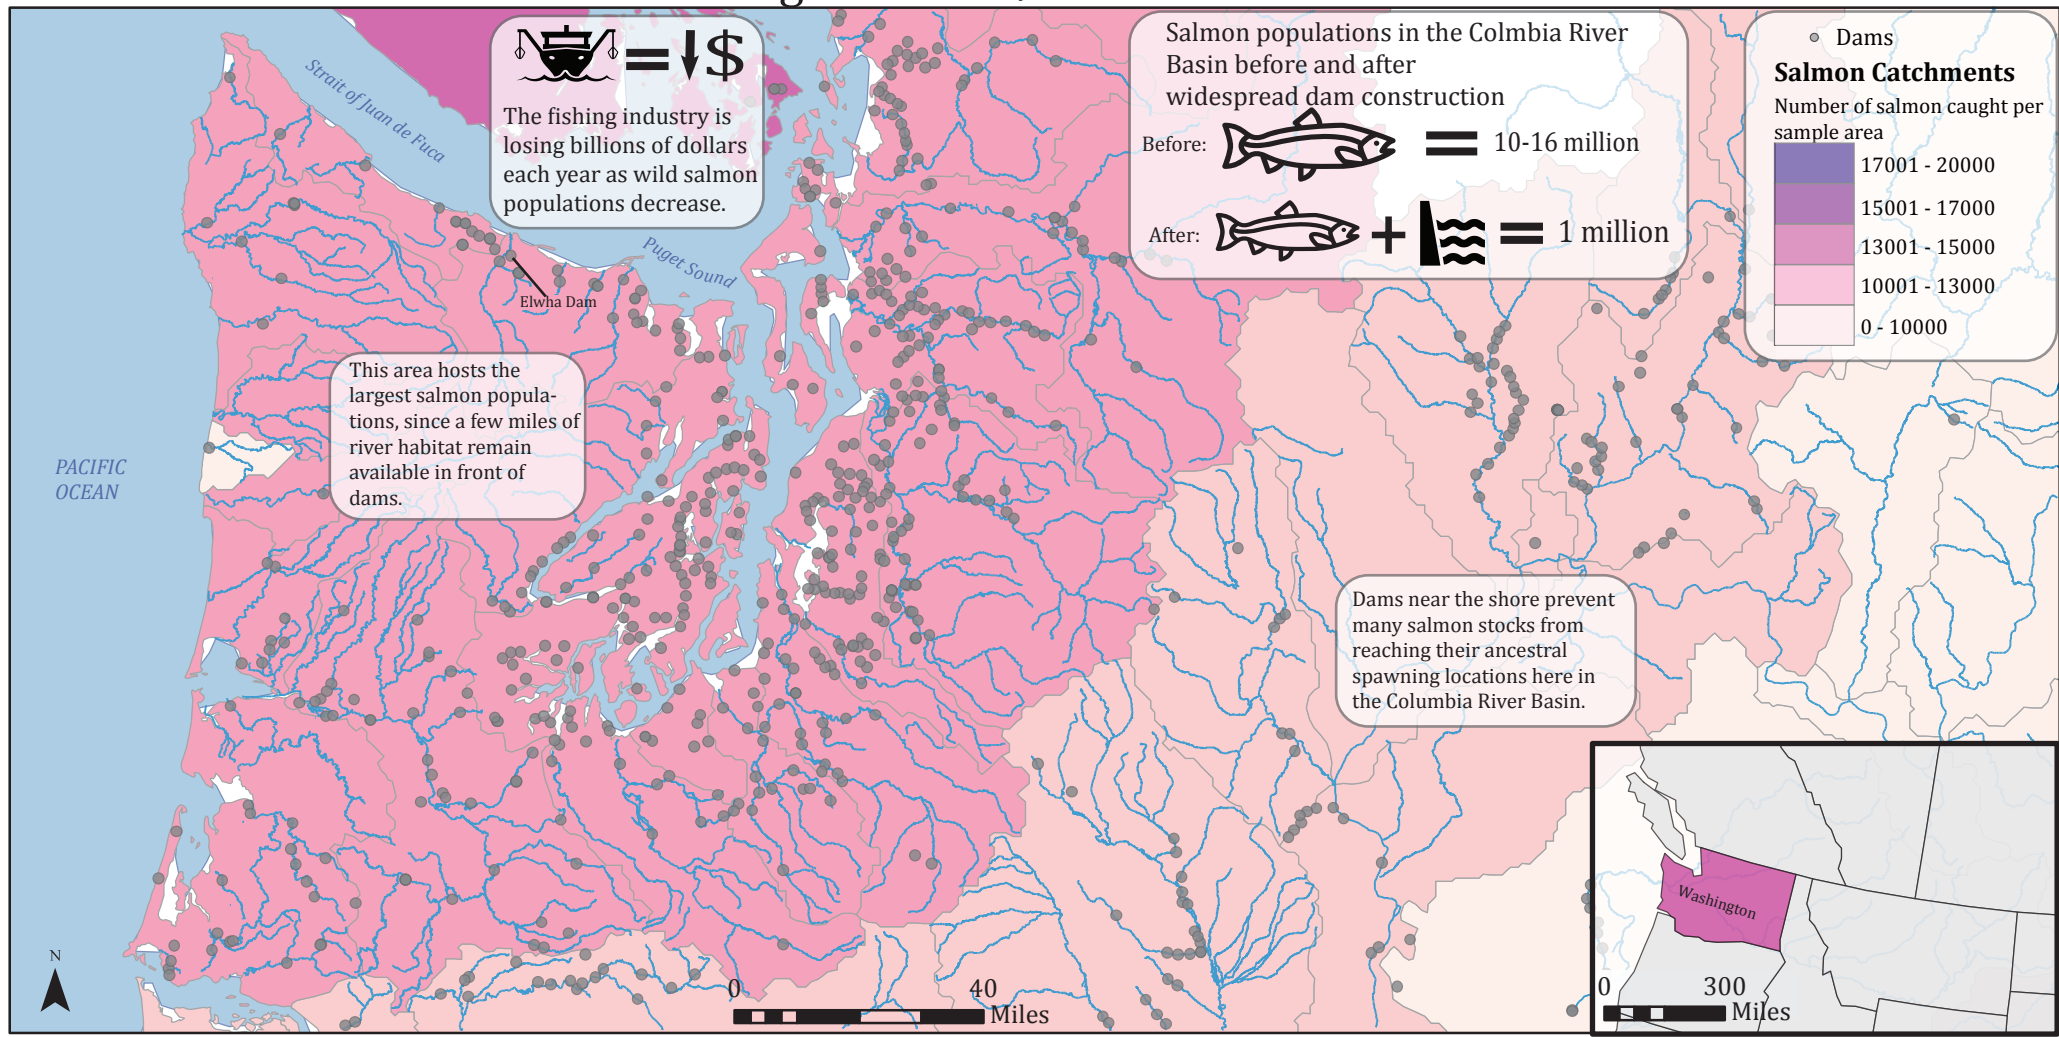 $
The fishing industry is
losing billions of dollars
each year as wild salmon
populations decrease.
Salmon populations in the Colmbia River
Basin before and after
widespread dam construction
Before: = 10-16 million
After: + = 1 million
Dams
Salmon Catchments
Number of salmon caught per
sample area
17001 - 20000
15001 - 17000
13001 - 15000
10001 - 13000
0 - 10000
Strait of Juan de Fuca
Puget Sound
Elwha Dam
This area hosts the
largest salmon popula-
tions, since a few miles of
river habitat remain
available in front of
dams.
PACIFIC
OCEAN
Dams near the shore prevent
many salmon stocks from
reaching their ancestral
spawning locations here in
the Columbia River Basin.
Washington
N
0 40
Miles
0 300
Miles